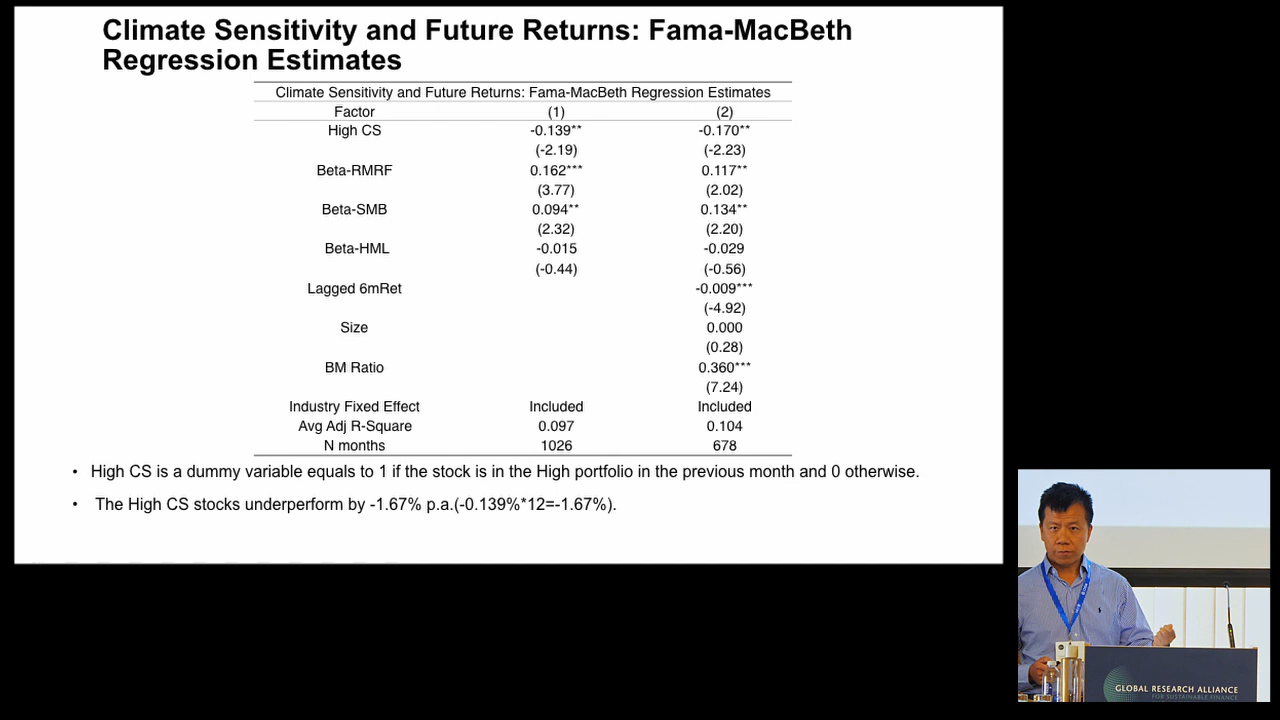 Climate Sensitivity and Future Returns: Fama-MacBeth
Regression Estimates
Climate Sensitivity and Future Returns: Fama-MacBeth Regression Estimates
Factor (1) (2)
High CS -0.139** -0.170**
(-2.19) (-2.23)
Beta-RMRF 0.162*** 0.117**
(3.77) (2.02)
Beta-SMB 0.094** 0.134**
(2.32) (2.20)
Beta-HML -0.015 -0.029
(-0.44) (-0.56)
Lagged 6mRet -0.009***
(-4.92)
Size 0.000
(0.28)
BM Ratio 0.360***
(7.24)
Industry Fixed Effect Included Included
Avg Adj R-Square 0.097 0.104
N months 1026 678
• High CS is a dummy variable equals to 1 if the stock is in the High portfolio in the previous month and 0 otherwise.
• The High CS stocks underperform by -1.67% p.a.(-0.139%*12=-1.67%).
GLOBAL RESEARCH ALLIANCE
FOR SUSTAINABLE FINANCE